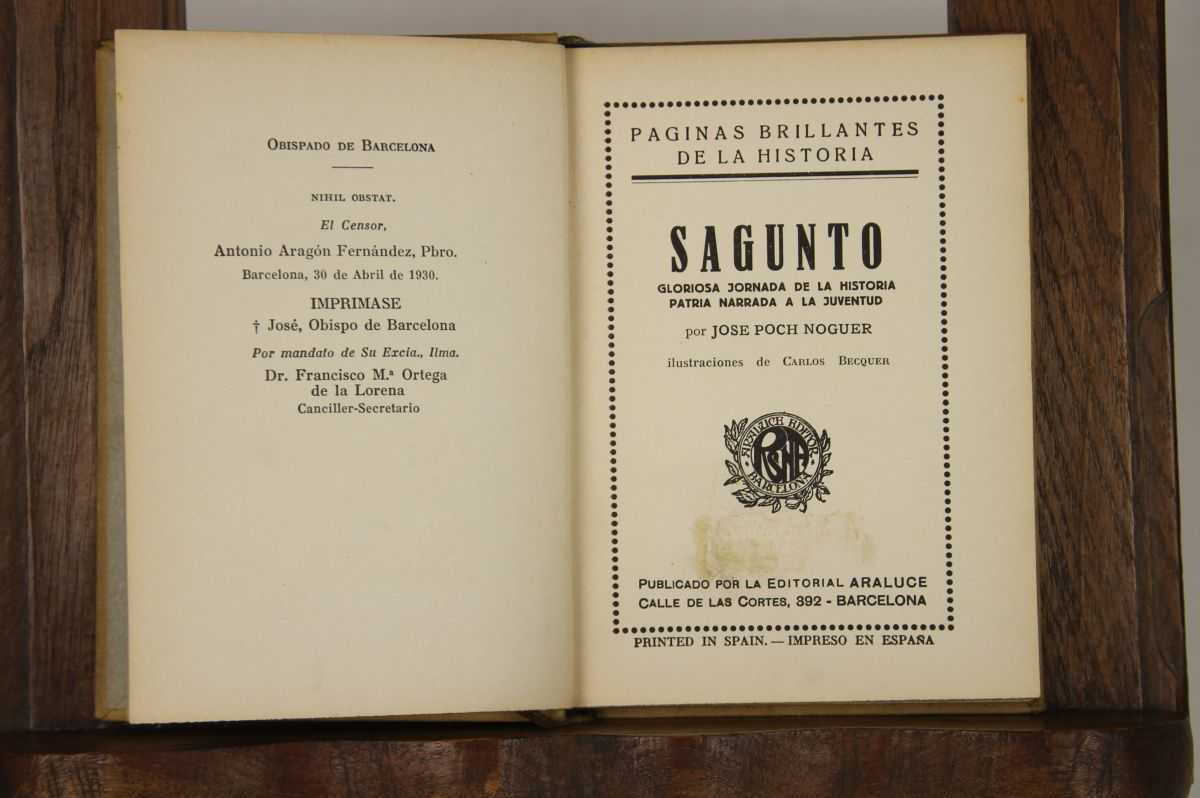 OBISPADO DE BARCELONA
NIHIL OBSTAT.
El Censor,
Antonio Aragón Fernández, Pbro.
Barcelona, 30 de Abril de 1930.
IMPRIMASE
† José, Obispo de Barcelona
Por mandato de Su Excia., Ilma.
Dr. Francisco M.ª Ortega
de la Lorena
Canciller-Secretario
PAGINAS BRILLANTES
DE LA HISTORIA
SAGUNTO
GLORIOSA JORNADA DE LA HISTORIA
PATRIA NARRADA A LA JUVENTUD
por JOSE POCH NOGUER
ilustraciones de CARLOS BECQUER
ARALUCE EDITOR
BARCELONA
PUBLICADO POR LA EDITORIAL ARALUCE
CALLE DE LAS CORTES, 392 - BARCELONA
PRINTED IN SPAIN. — IMPRESO EN ESPAÑA